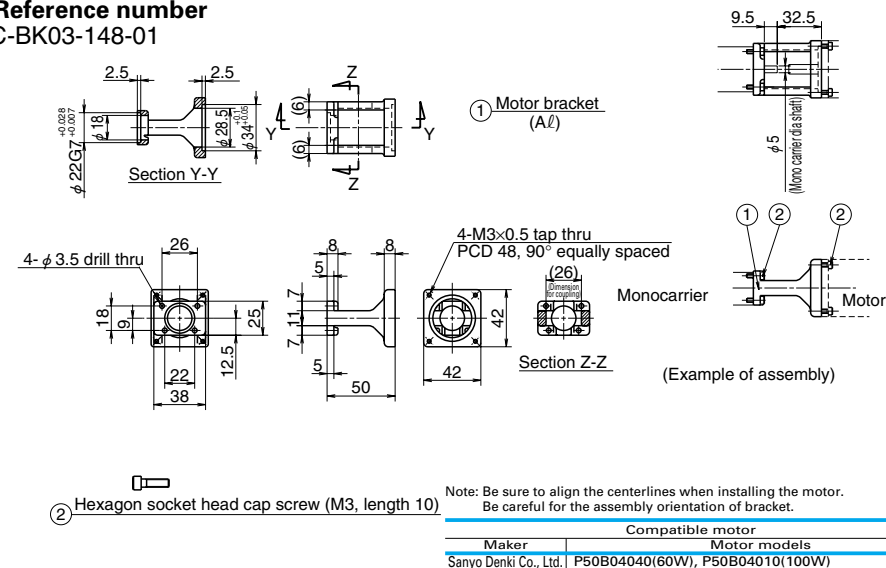 Reference number
C-BK03-148-01
2.5
2.5
φ 22G7 +0.028 +0.007
φ 18
φ 28.5
φ 34 +0.1 +0.05
Section Y-Y
Z
Z
Y
Y
(6)
(6)
① Motor bracket
(Aℓ)
9.5
32.5
φ 5
(Mono carrier dia shaft)
4- φ 3.5 drill thru
26
18
9
25
12.5
22
38
8
8
5
7
11
7
5
50
4-M3×0.5 tap thru
PCD 48, 90° equally spaced
42
42
(26)
(Dimension
for coupling)
Section Z-Z
1
2
2
Monocarrier
Motor
(Example of assembly)
② Hexagon socket head cap screw (M3, length 10)
Note: Be sure to align the centerlines when installing the motor.
Be careful for the assembly orientation of bracket.
Compatible motor
Maker Motor models
Sanyo Denki Co., Ltd. P50B04040(60W), P50B04010(100W)